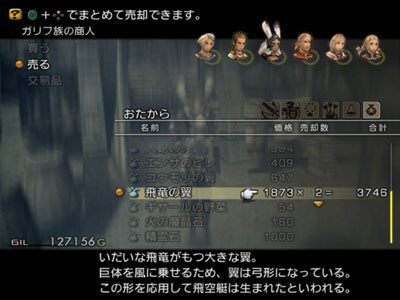 ? + でまとめて売却できます。
ガリフ族の商人
買う
売る
交易品
おたから
名前 価格 売却数 合計
394
エンサのヒレ 409
コウモリの翼 647
飛竜の翼 1873× 2= 3746
ギサールの野菜 54
火の魔晶石 160
精霊石 1000
GIL 127156G
いだいな飛竜がもつ大きな翼。
巨体を風に乗せるため、翼は弓形になっている。
この形を応用して飛空艇は生まれたといわれる。